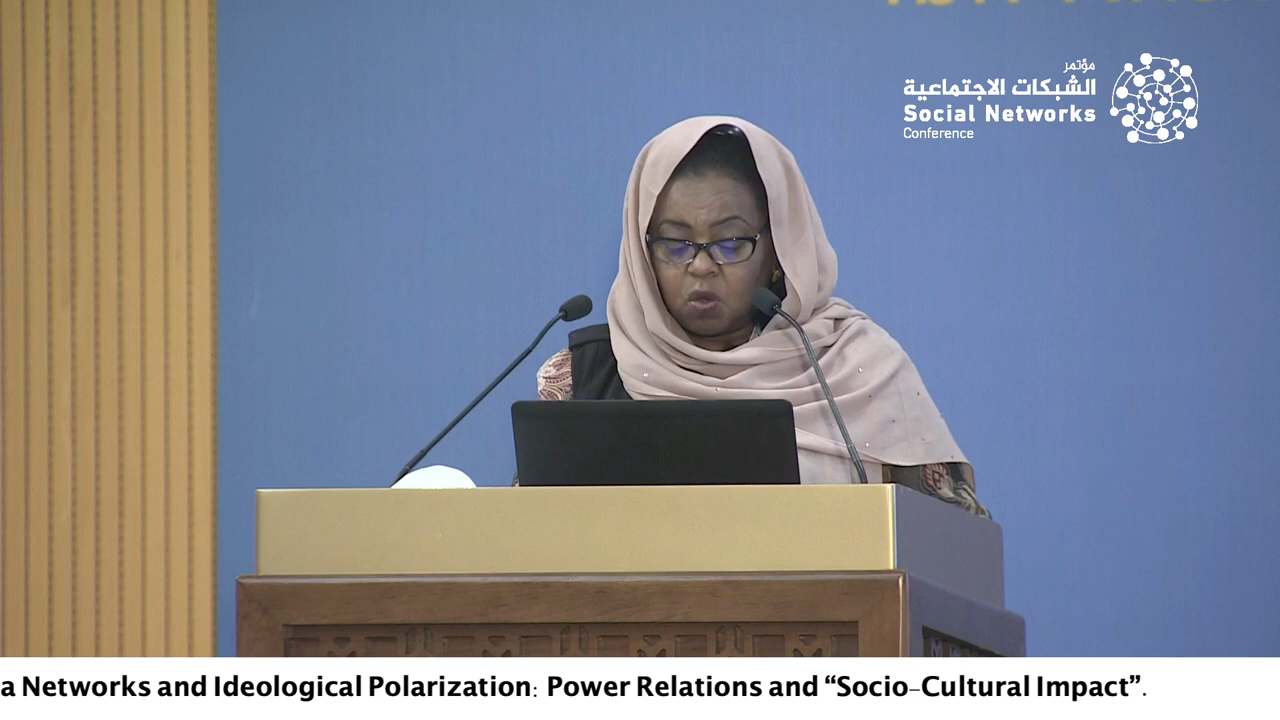 مؤتمر
الشبكات الاجتماعية
Social Networks
Conference
a Networks and Ideological Polarization: Power Relations and “Socio-Cultural Impact”.